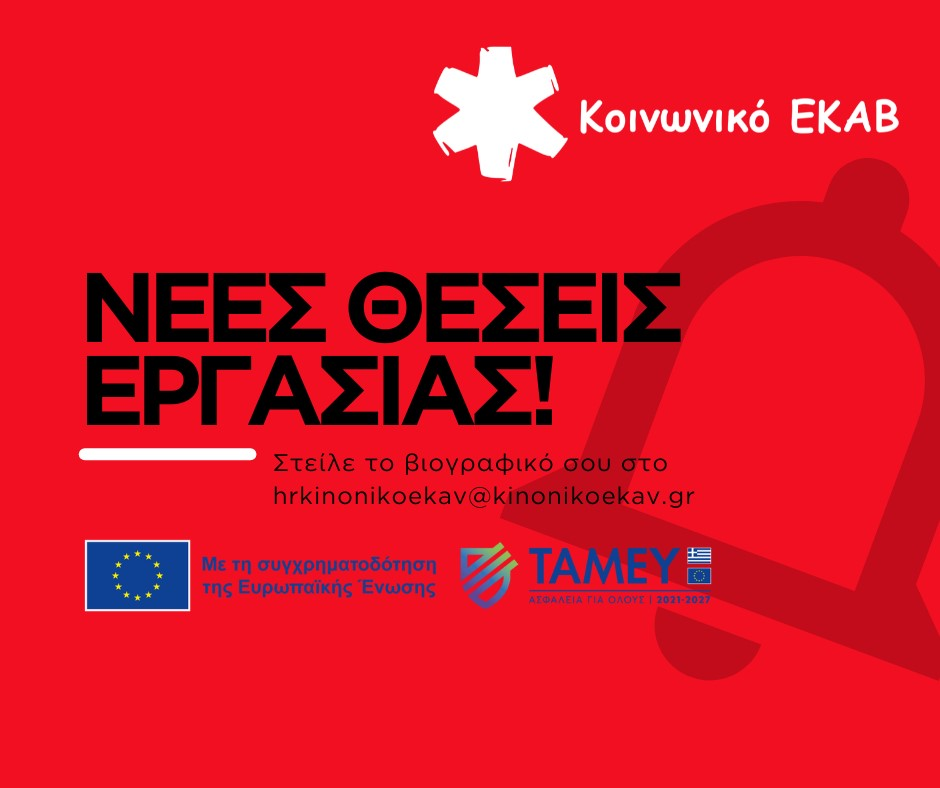 Κοινωνικό ΕΚΑΒ
ΝΕΕΣ ΘΕΣΕΙΣ
ΕΡΓΑΣΙΑΣ!
Στείλε το βιογραφικό σου στο
hrkinonikoekav@kinonikoekav.gr
Με τη συγχρηματοδότηση
της Ευρωπαϊκής Ένωσης
ΤΑΜΕΥ
ΑΣΦΑΛΕΙΑ ΓΙΑ ΟΛΟΥΣ | 2021-2027